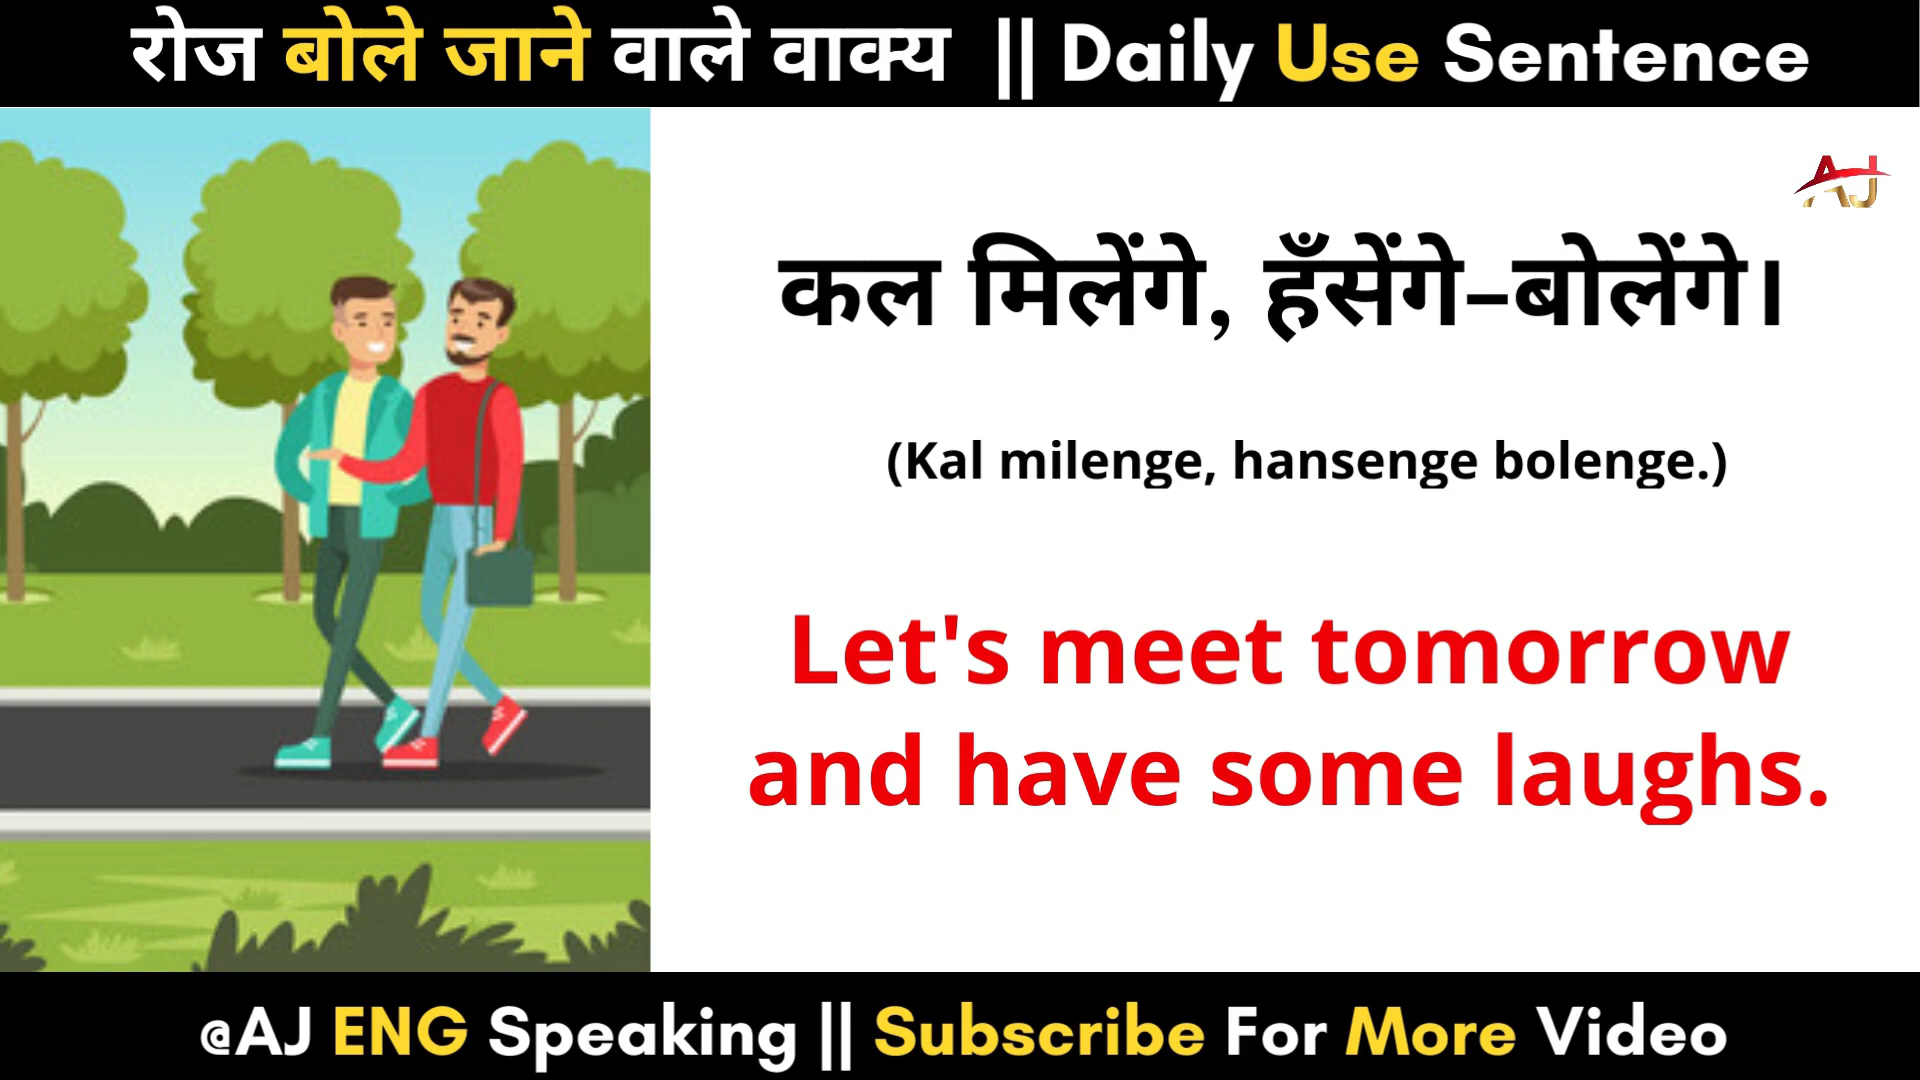 रोज बोले जाने वाले वाक्य || Daily Use Sentence
AJ
कल मिलेंगे, हँसेंगे–बोलेंगे।
(Kal milenge, hansenge bolenge.)
Let's meet tomorrow
and have some laughs.
@AJ ENG Speaking || Subscribe For More Video